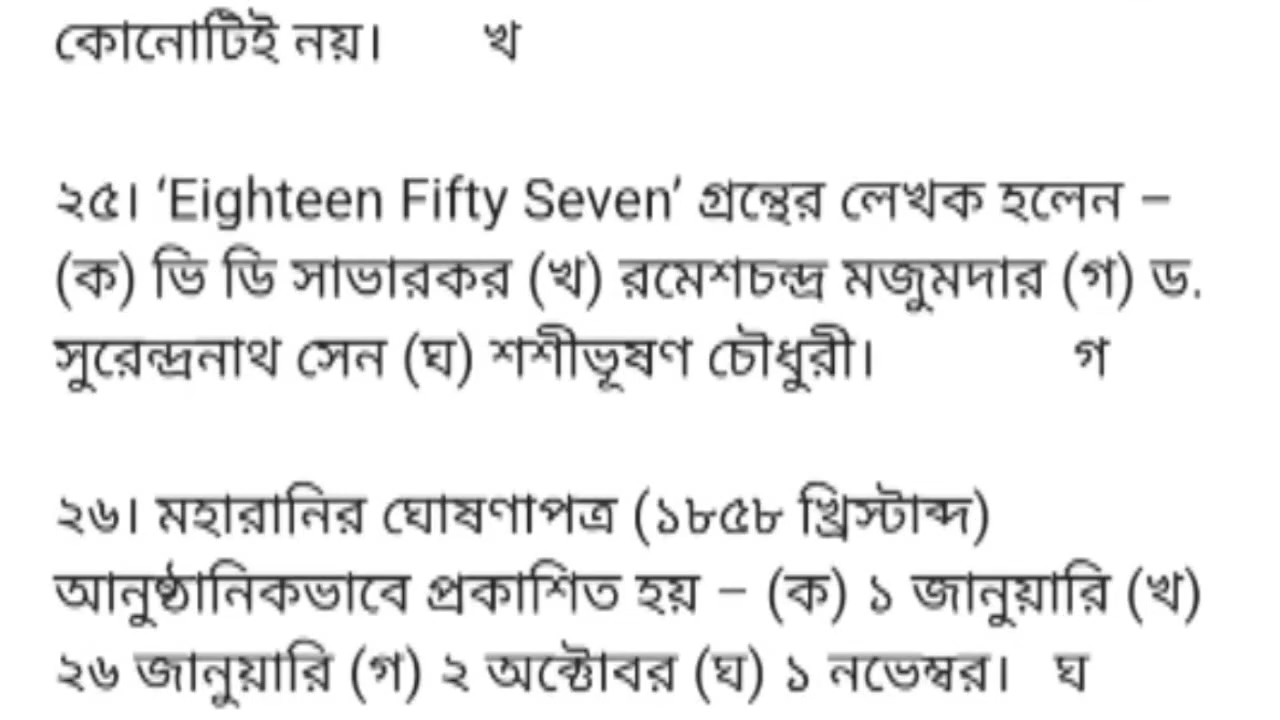 কোনোটিই নয়। খ
২৫। ‘Eighteen Fifty Seven’ গ্রন্থের লেখক হলেন –
(ক) ভি ডি সাভারকর (খ) রমেশচন্দ্র মজুমদার (গ) ড.
সুরেন্দ্রনাথ সেন (ঘ) শশীভূষণ চৌধুরী। গ
২৬। মহারানির ঘোষণাপত্র (১৮৫৮ খ্রিস্টাব্দ)
আনুষ্ঠানিকভাবে প্রকাশিত হয় – (ক) ১ জানুয়ারি (খ)
২৬ জানুয়ারি (গ) ২ অক্টোবর (ঘ) ১ নভেম্বর। ঘ